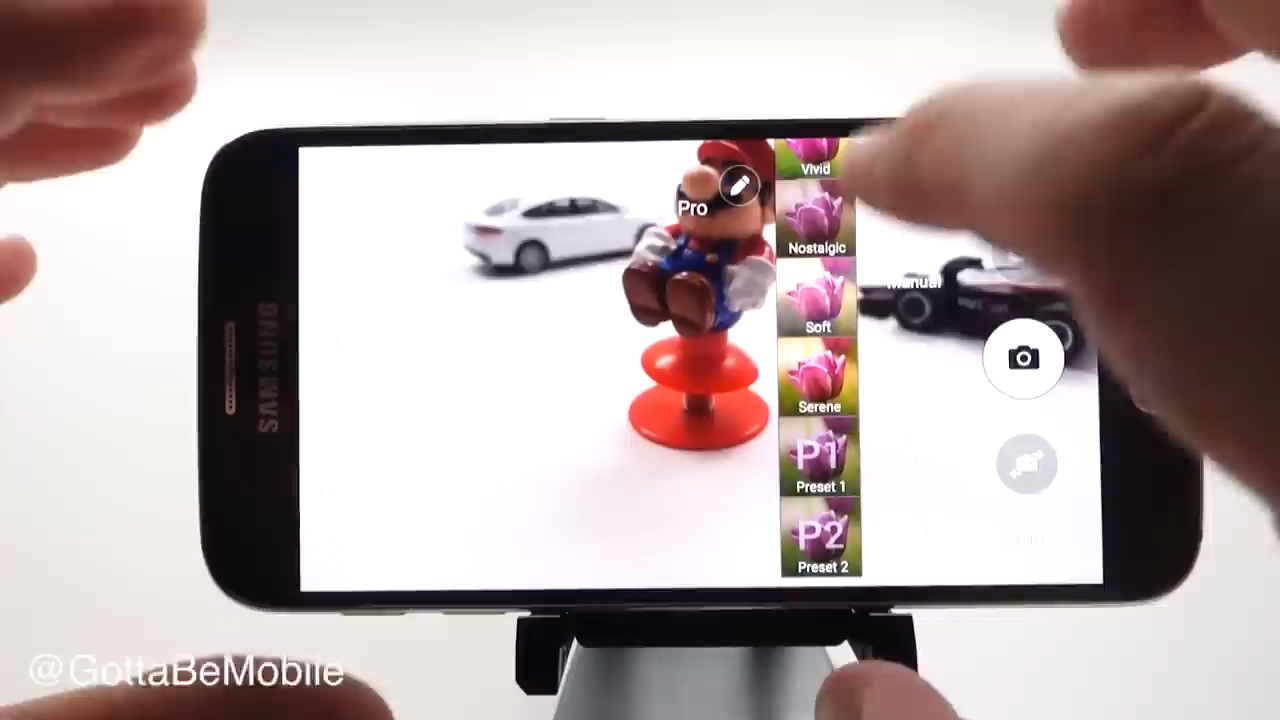 Vivid
Pro
Nostalgic
Manual
Soft
SAMSUNG
Serene
P1
Preset 1
P2
Preset 2
@GottaBeMobile